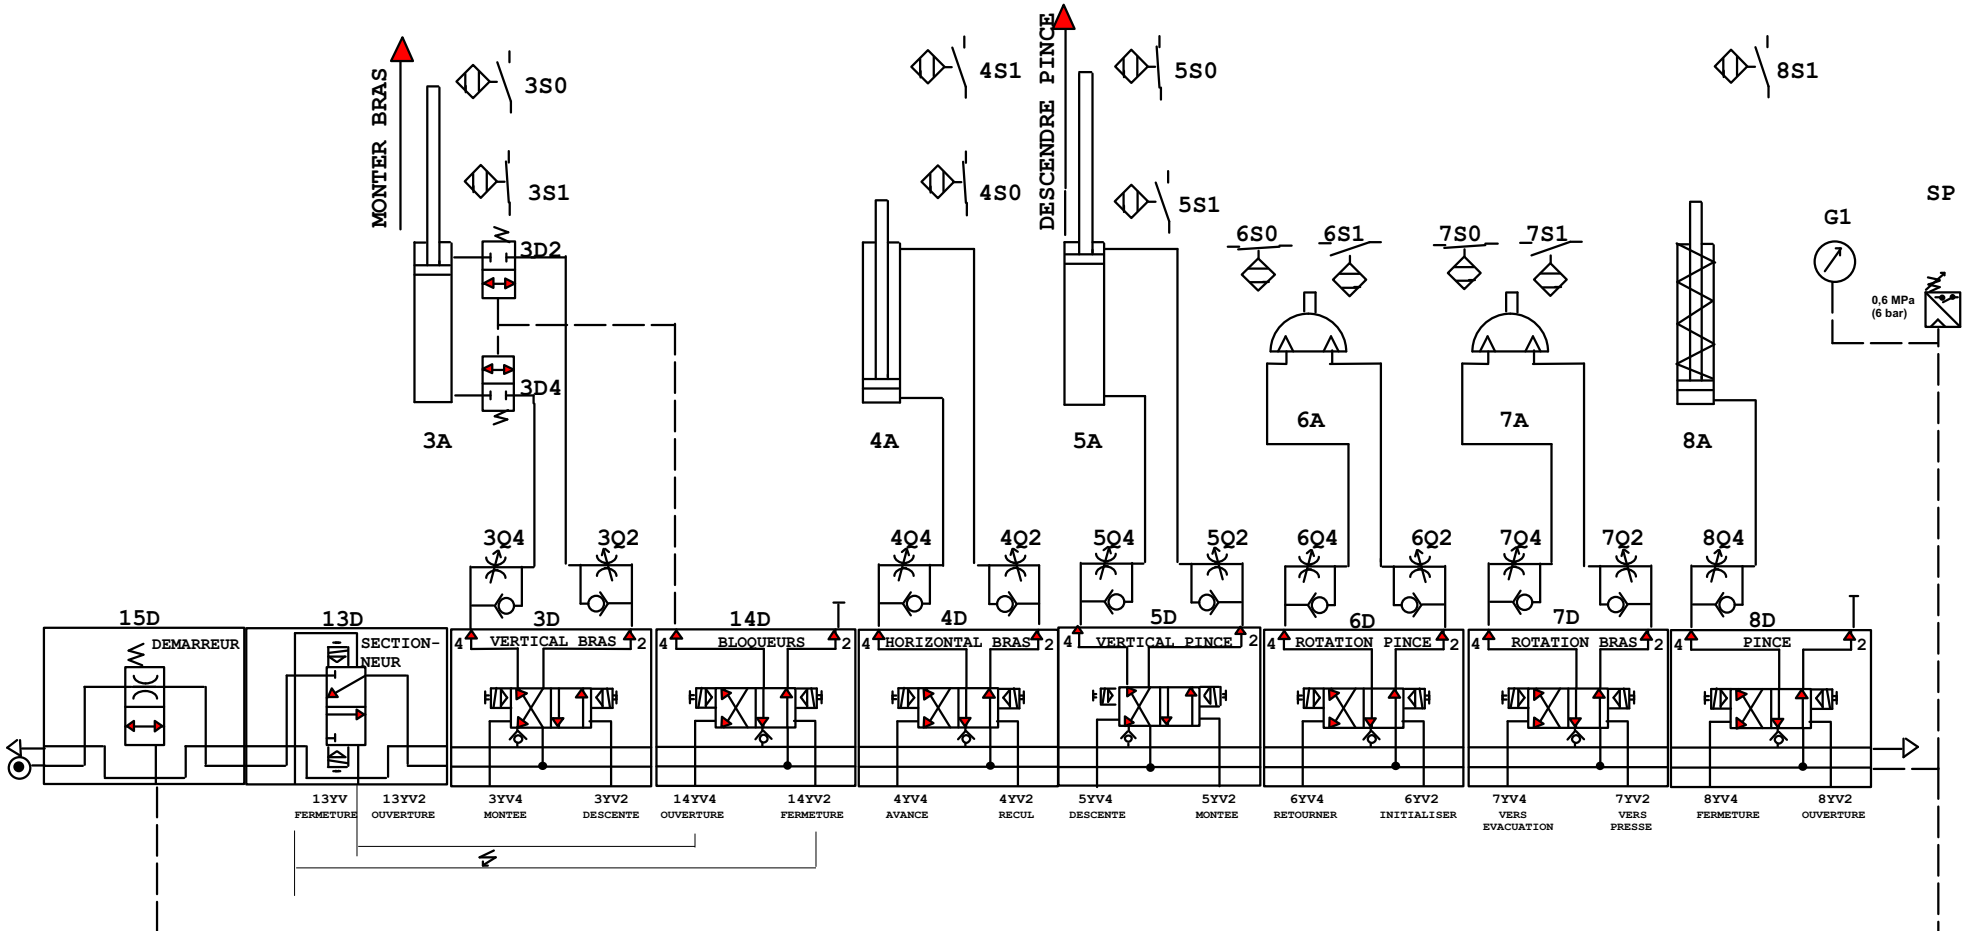 MONTER BRAS
3S0
3S1
3D2
3D4
3A
4S1
4S0
4A
DESCENDRE PINCE
5S0
5S1
5A
6S0 6S1
6A
7S0 7S1
7A
8S1
8A
G1
SP
0,6 MPa
(6 bar)
3Q4 3Q2
4Q4 4Q2
5Q4 5Q2
6Q4 6Q2
7Q4 7Q2
8Q4
15D
DEMARREUR
13D
SECTION-
NEUR
3D
4 VERTICAL BRAS 2
14D
4 BLOQUEURS 2
4D
4 HORIZONTAL BRAS 2
5D
4 VERTICAL PINCE 2
6D
4 ROTATION PINCE 2
7D
4 ROTATION BRAS 2
8D
4 PINCE 2
13YV 13YV2
FERMETURE OUVERTURE
3YV4 3YV2
MONTEE DESCENTE
14YV4 14YV2
OUVERTURE FERMETURE
4YV4 4YV2
AVANCE RECUL
5YV4 5YV2
DESCENTE MONTEE
6YV4 6YV2
RETOURNER INITIALISER
7YV4 7YV2
VERS VERS
EVACUATION PRESSE
8YV4 8YV2
FERMETURE OUVERTURE